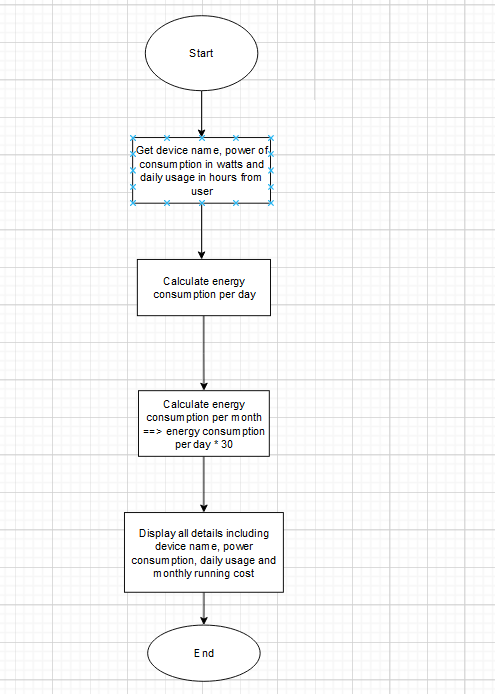 Start
Get device name, power of
consumption in watts and
daily usage in hours from
user
Calculate energy
consumption per day
Calculate energy
consumption per month
==> energy consumption
per day * 30
Display all details including
device name, power
consumption, daily usage and
monthly running cost
End